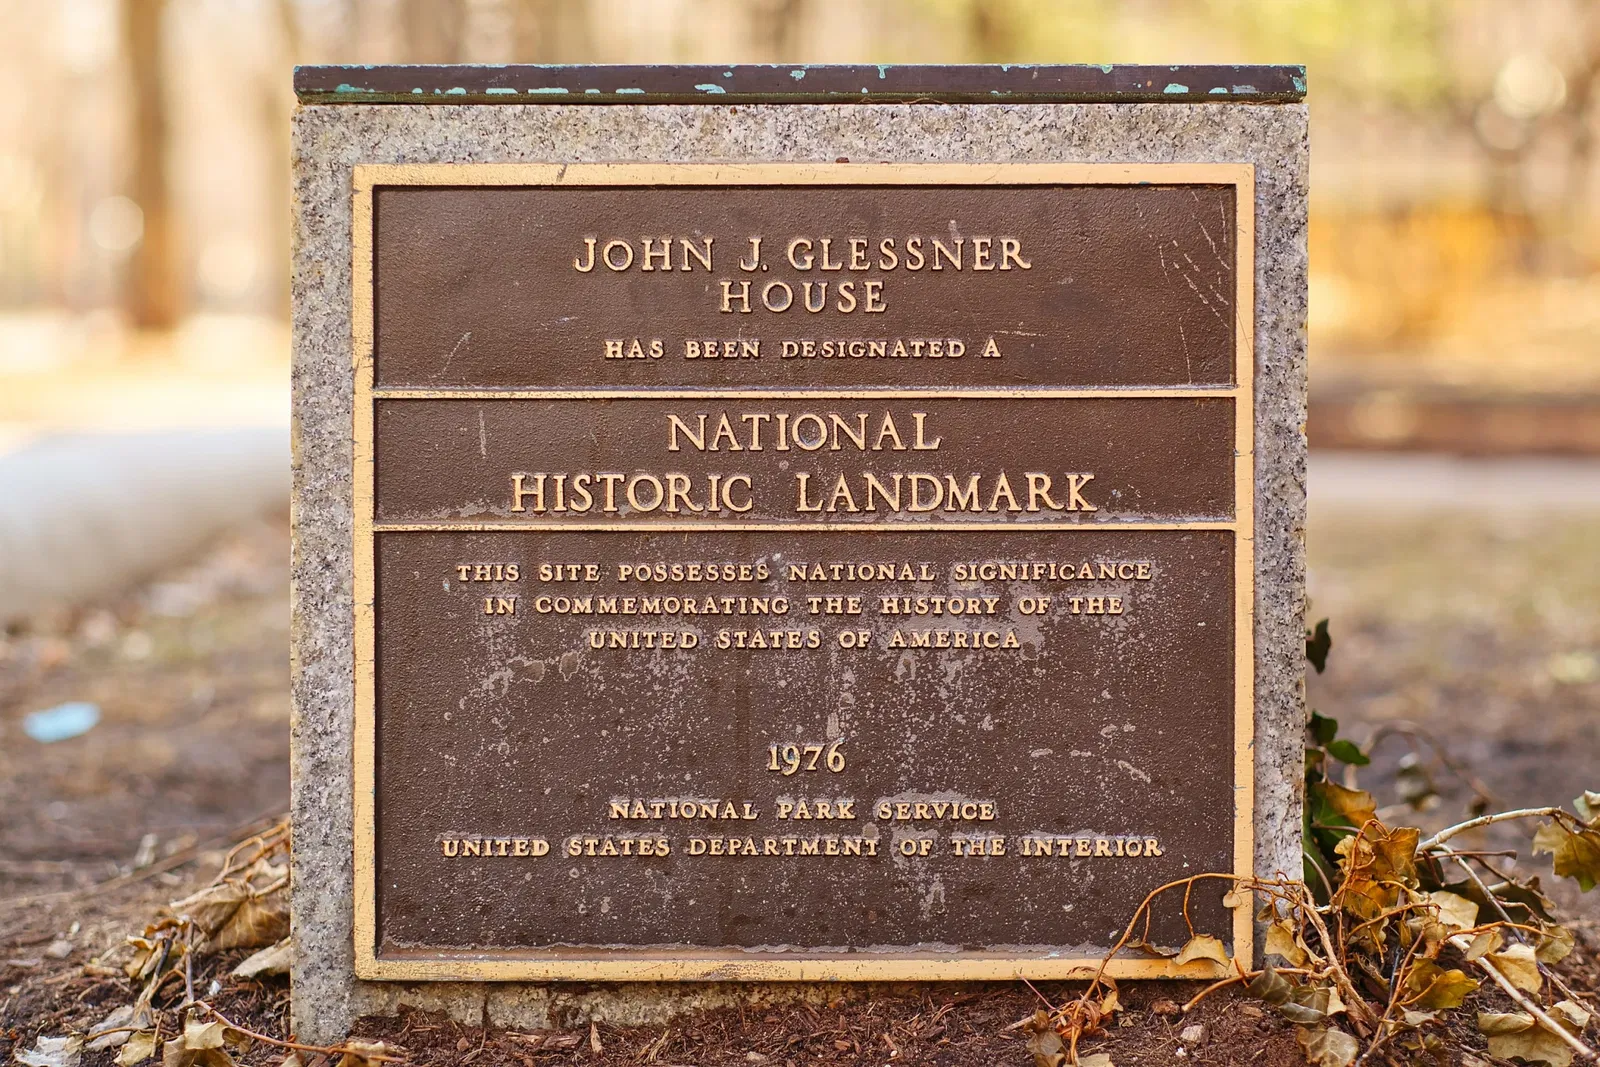 JOHN J. GLESSNER
HOUSE
HAS BEEN DESIGNATED A
NATIONAL
HISTORIC LANDMARK
THIS SITE POSSESSES NATIONAL SIGNIFICANCE
IN COMMEMORATING THE HISTORY OF THE
UNITED STATES OF AMERICA
1976
NATIONAL PARK SERVICE
UNITED STATES DEPARTMENT OF THE INTERIOR